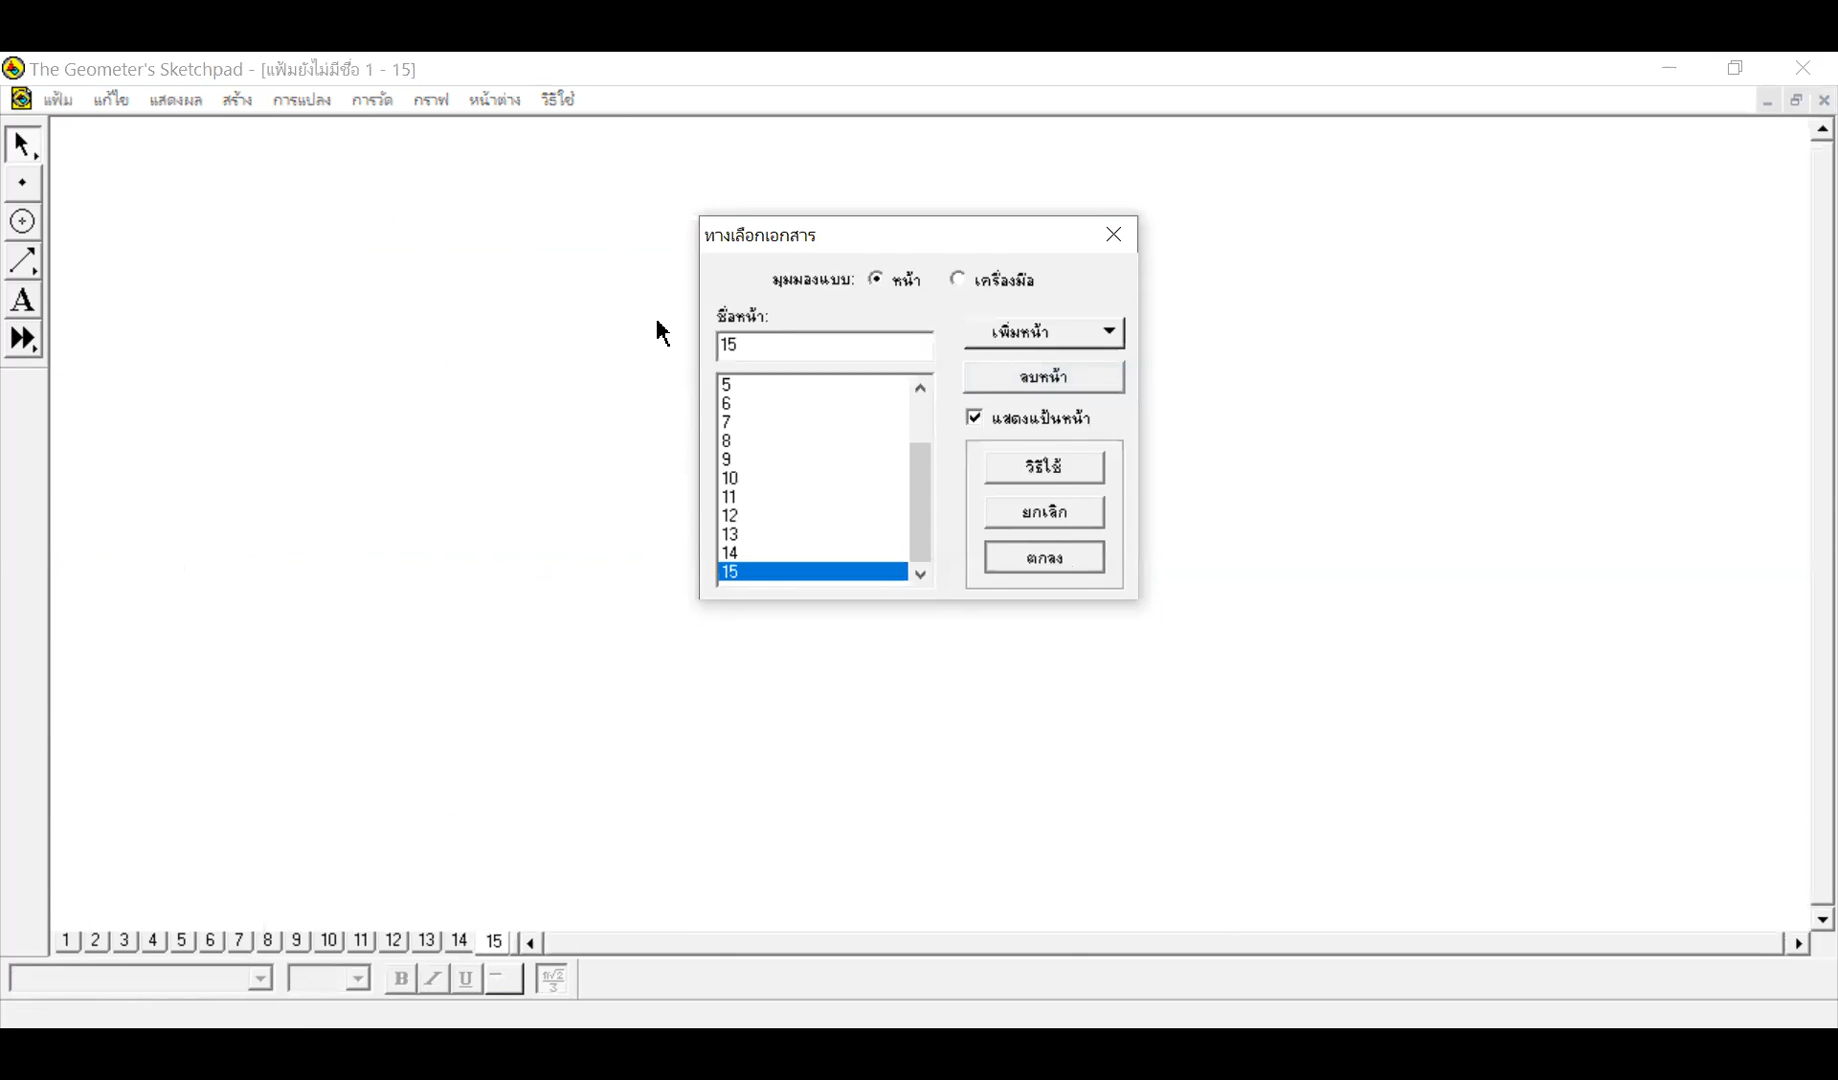 The Geometer's Sketchpad - [แฟ้มยังไม่มีชื่อ 1 - 15]
แฟ้ม แก้ไข แสดงผล สร้าง การแปลง การวัด กราฟ หน้าต่าง วิธีใช้
ทางเลือกเอกสาร
มุมมองแบบ: หน้า เครื่องมือ
ชื่อหน้า:
เพิ่มหน้า
15
ลบหน้า
5
6
7
แสดงแป้นหน้า
8
9
วิธีใช้
10
11
12
ยกเลิก
13
14
ตกลง
15
A
1 2 3 4 5 6 7 8 9 10 11 12 13 14 15
B I U